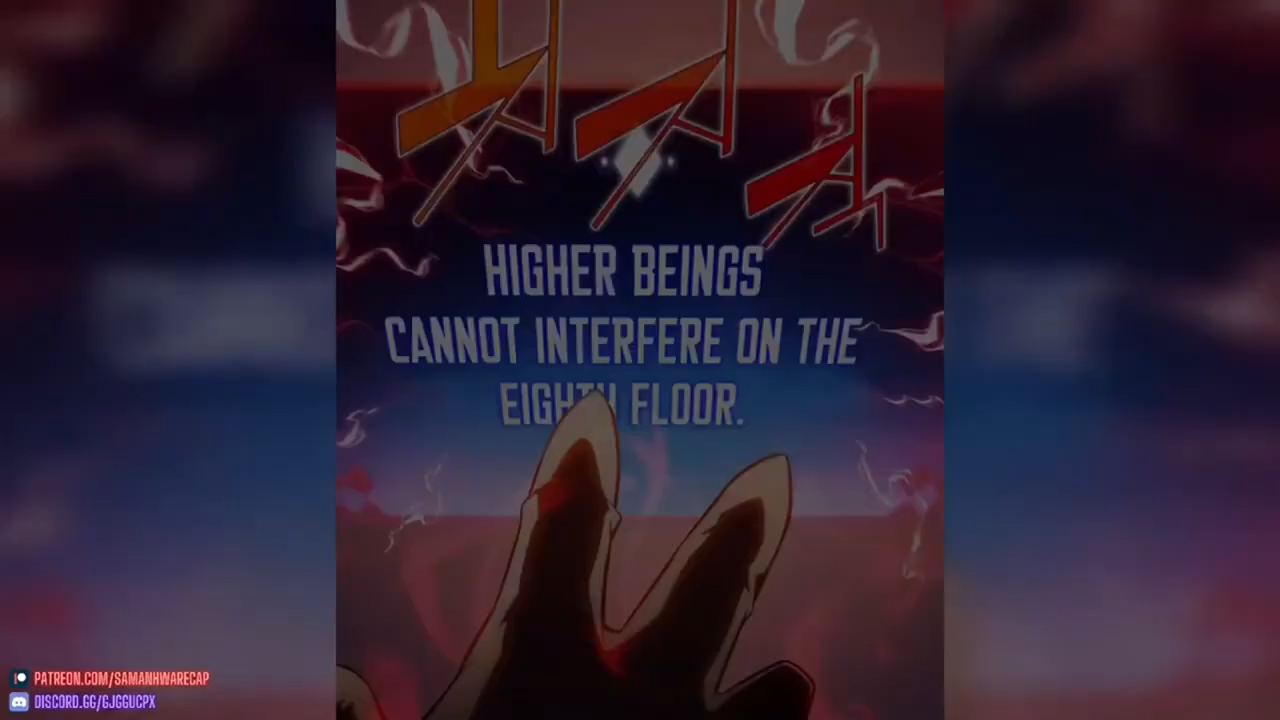 HIGHER BEINGS
CANNOT INTERFERE ON THE
EIGHTH FLOOR.
PATREON.COM/SAMANHWARECAP
DISCORD.GG/GJGGUCPX